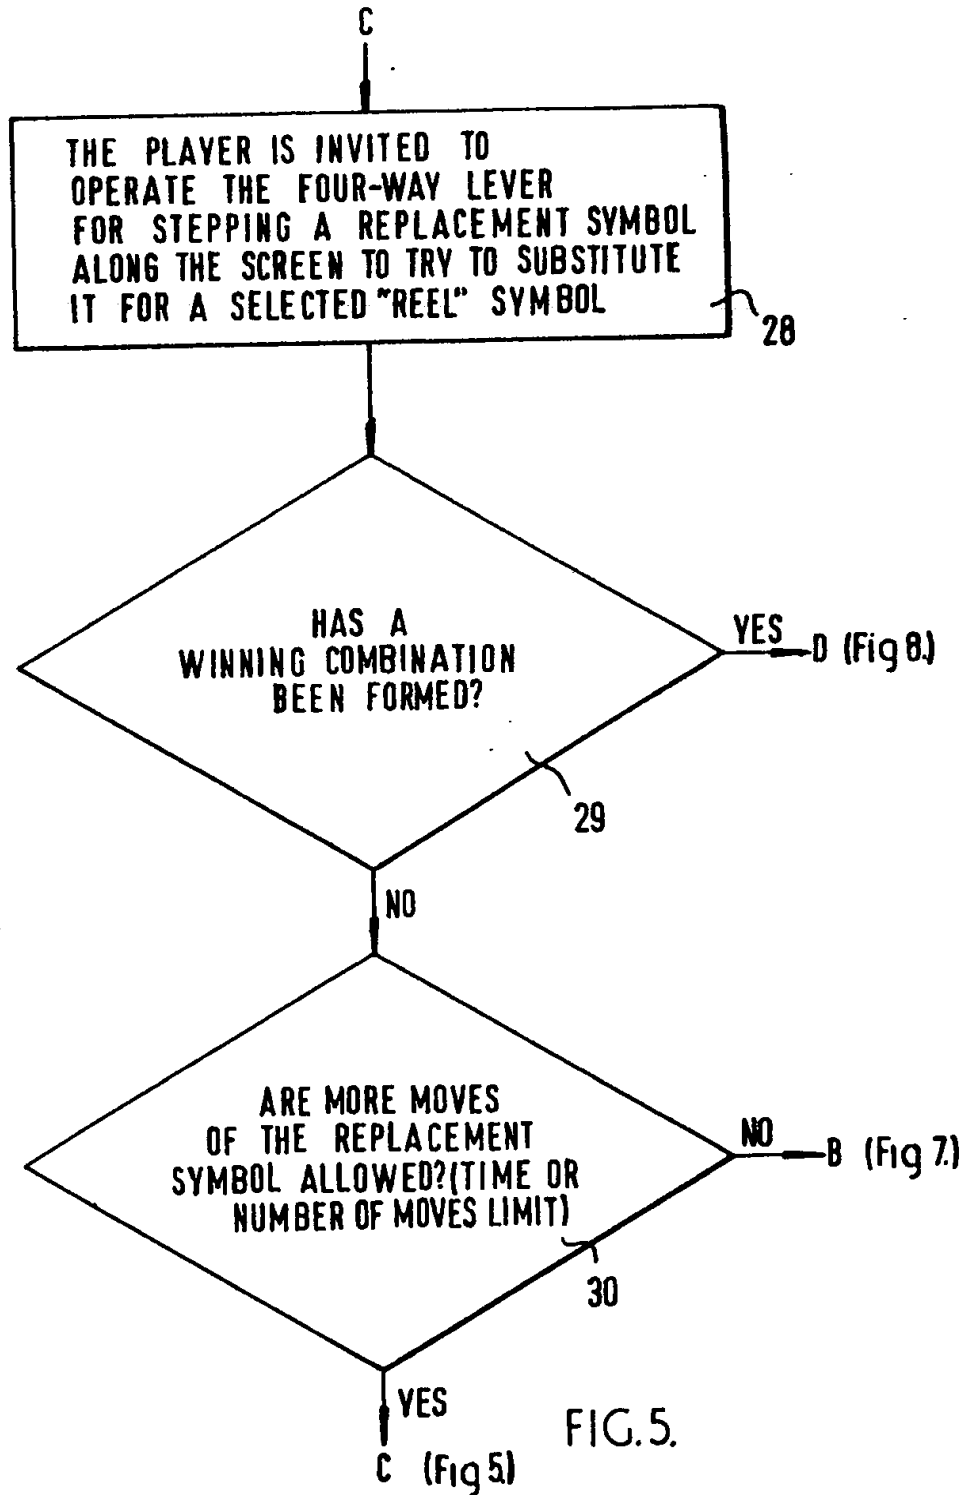 C
THE PLAYER IS INVITED TO
OPERATE THE FOUR-WAY LEVER
FOR STEPPING A REPLACEMENT SYMBOL
ALONG THE SCREEN TO TRY TO SUBSTITUTE
IT FOR A SELECTED "REEL" SYMBOL
28
HAS A
WINNING COMBINATION
BEEN FORMED?
YES
D (Fig 8.)
29
NO
ARE MORE MOVES
OF THE REPLACEMENT
SYMBOL ALLOWED?(TIME OR
NUMBER OF MOVES LIMIT)
NO
B (Fig 7.)
30
YES
C (Fig 5.)
FIG. 5.